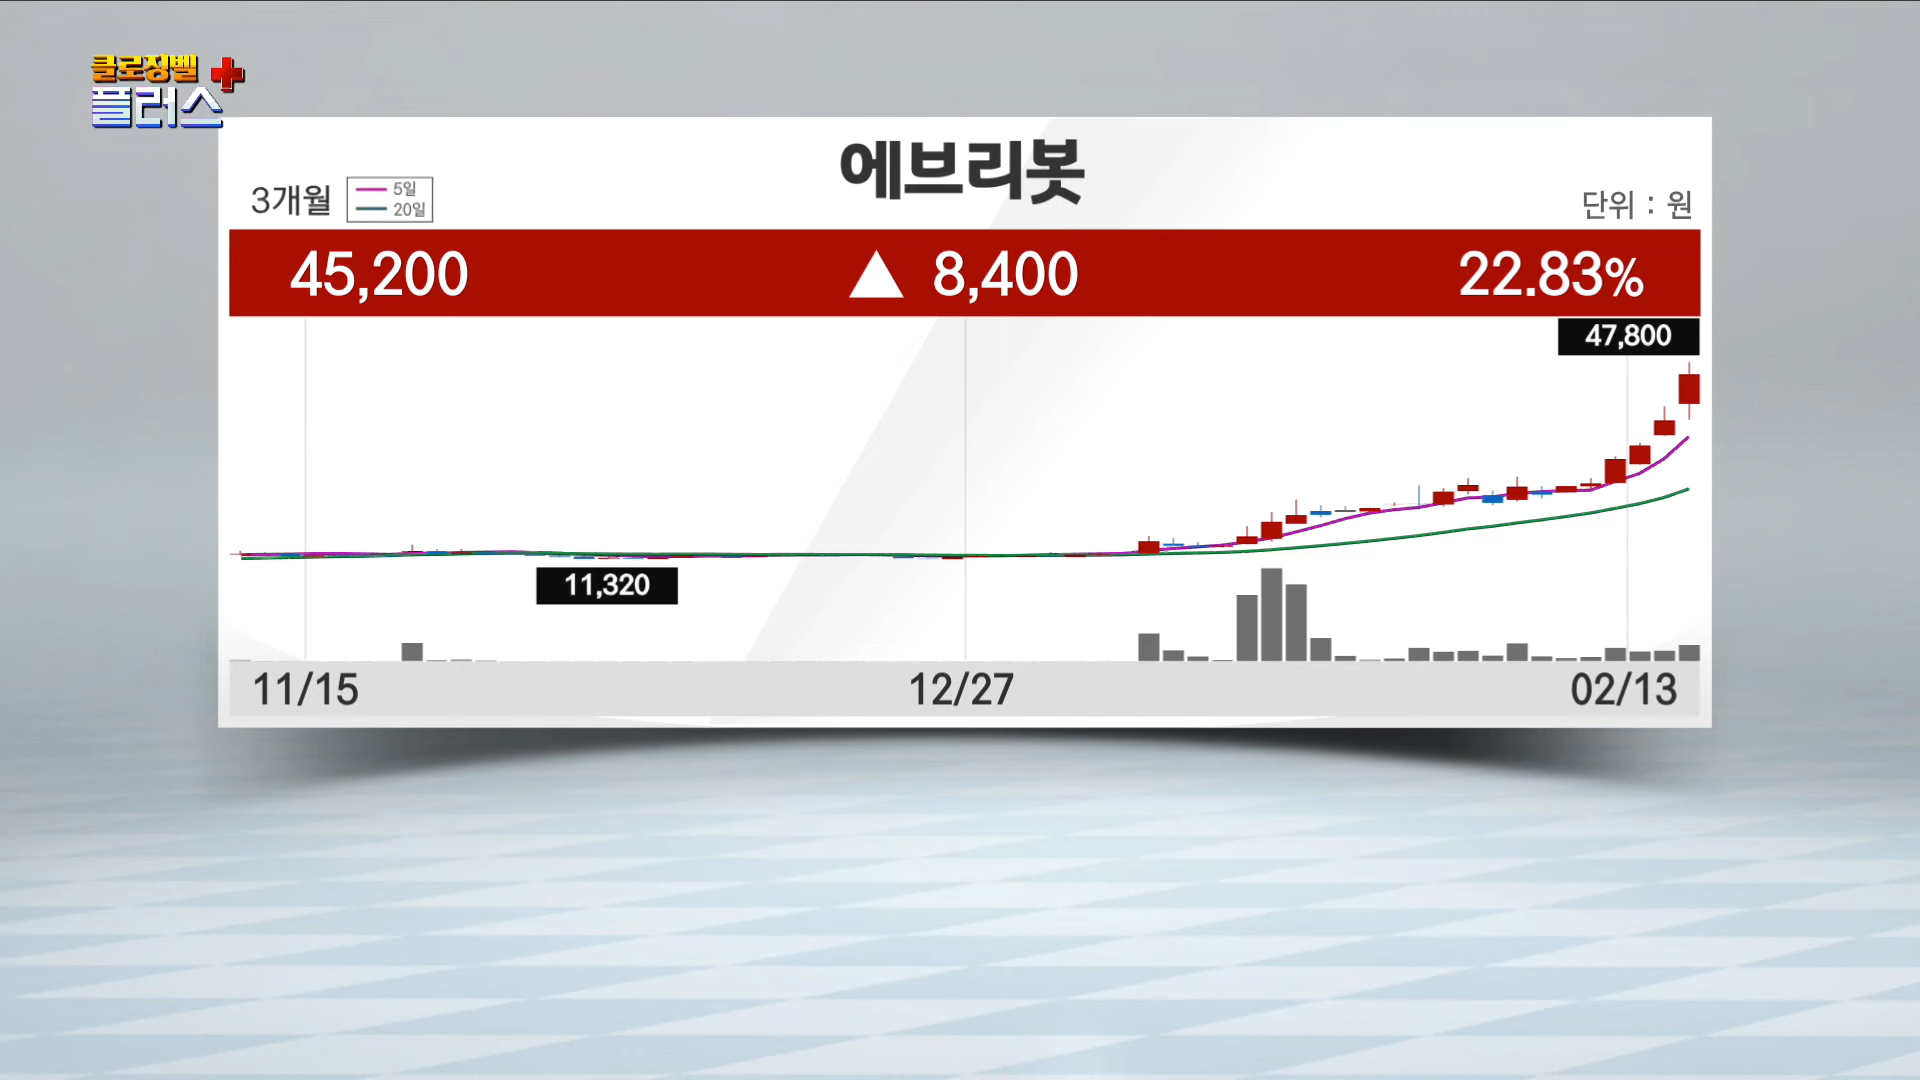 클로징벨
플러스+
에브리봇
3개월
5일
20일
단위 : 원
45,200 ▲ 8,400 22.83%
47,800
11,320
11/15 12/27 02/13